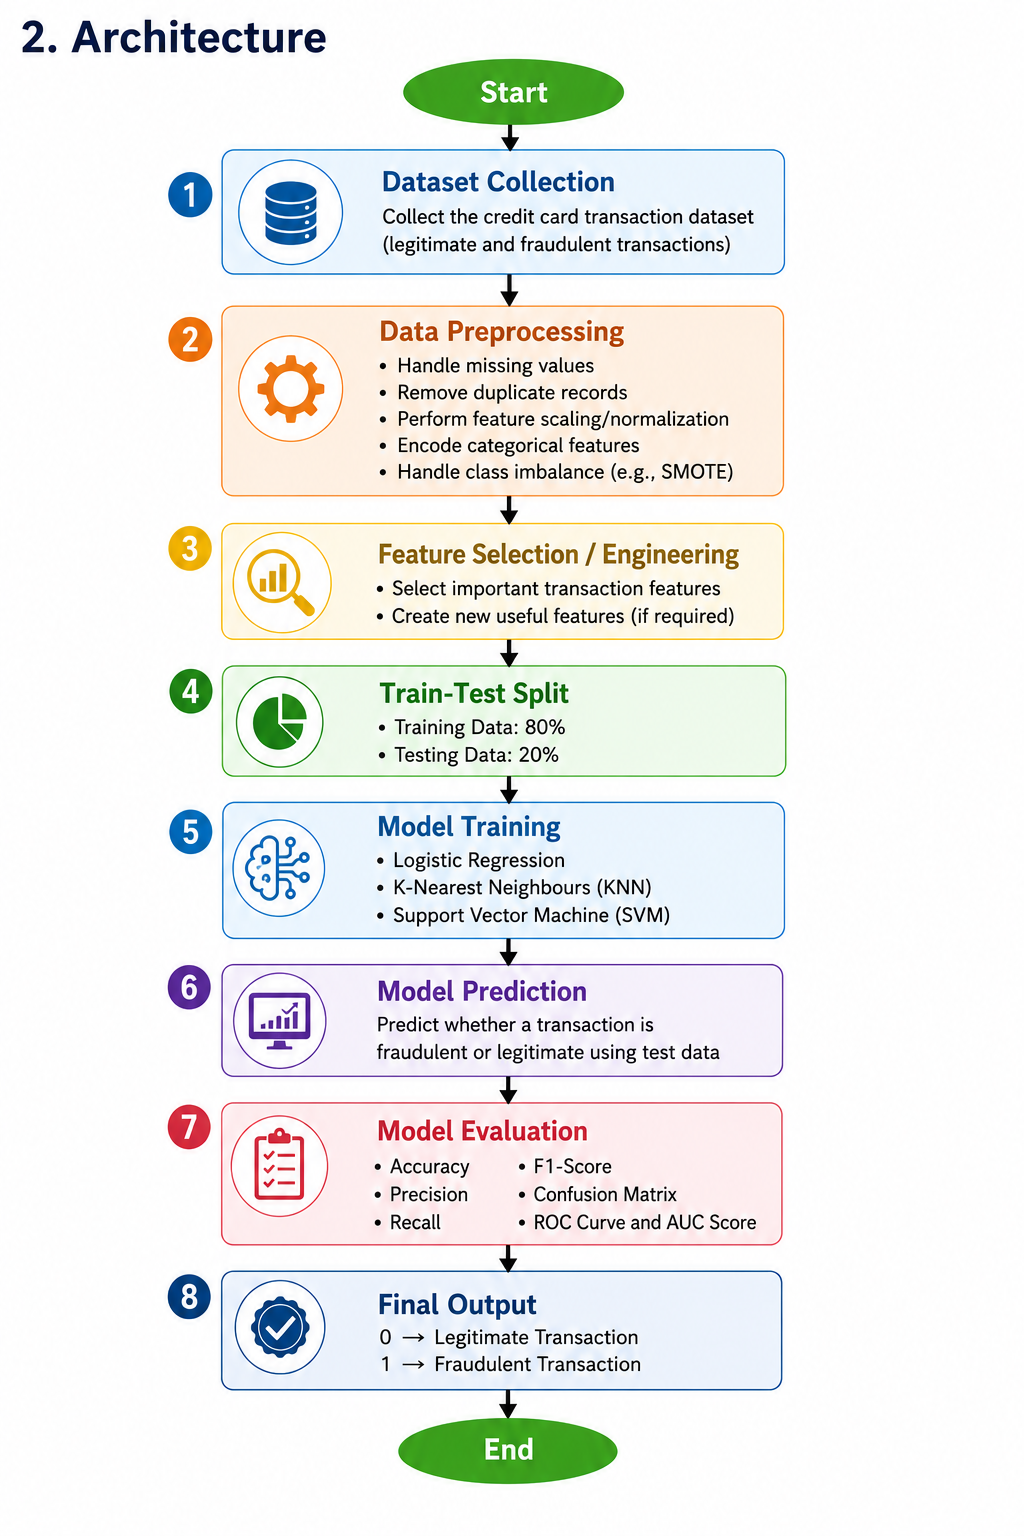 2. Architecture
Start
1
Dataset Collection
Collect the credit card transaction dataset
(legitimate and fraudulent transactions)
2
Data Preprocessing
• Handle missing values
• Remove duplicate records
• Perform feature scaling/normalization
• Encode categorical features
• Handle class imbalance (e.g., SMOTE)
3
Feature Selection / Engineering
• Select important transaction features
• Create new useful features (if required)
4
Train-Test Split
• Training Data: 80%
• Testing Data: 20%
5
Model Training
• Logistic Regression
• K-Nearest Neighbours (KNN)
• Support Vector Machine (SVM)
6
Model Prediction
Predict whether a transaction is
fraudulent or legitimate using test data
7
Model Evaluation
• Accuracy
• Precision
• Recall
• F1-Score
• Confusion Matrix
• ROC Curve and AUC Score
8
Final Output
0 → Legitimate Transaction
1 → Fraudulent Transaction
End